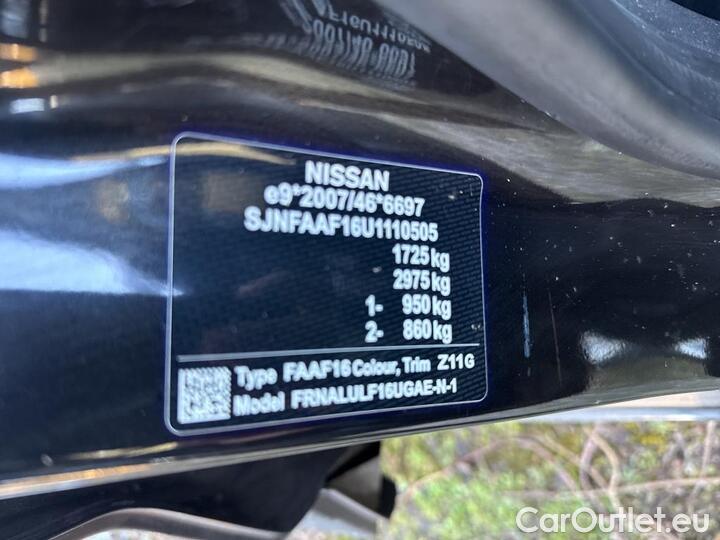 NISSAN
e9*2007/46*6697
SJNFAAF16U1110505
1725 kg
2975 kg
1- 950 kg
2- 860 kg
Type FAAF16 Colour, Trim Z11 G
Model FRNALULF16UGAE-N-1
CarOutlet.eu